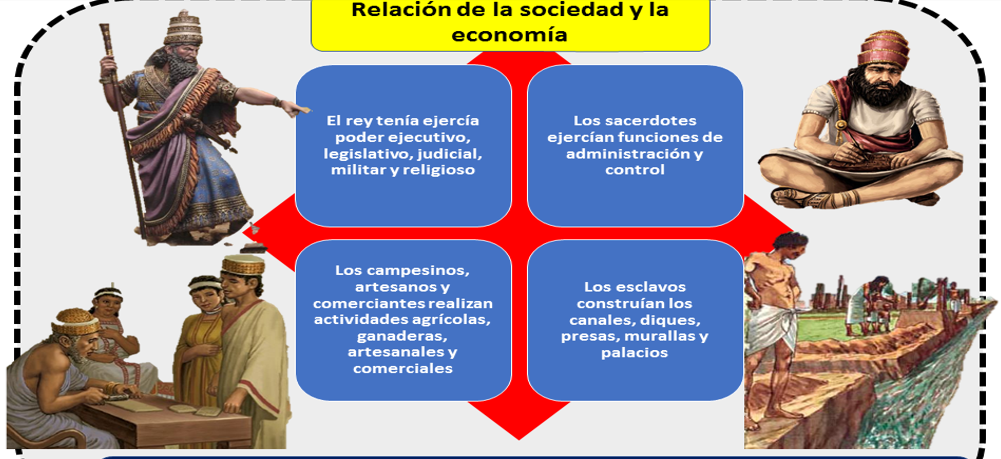 Relación de la sociedad y la
economía
El rey tenía ejercía
poder ejecutivo,
legislativo, judicial,
militar y religioso
Los sacerdotes
ejercían funciones de
administración y
control
Los campesinos,
artesanos y
comerciantes realizan
actividades agrícolas,
ganaderas,
artesanales y
comerciales
Los esclavos
construían los
canales, diques,
presas, murallas y
palacios